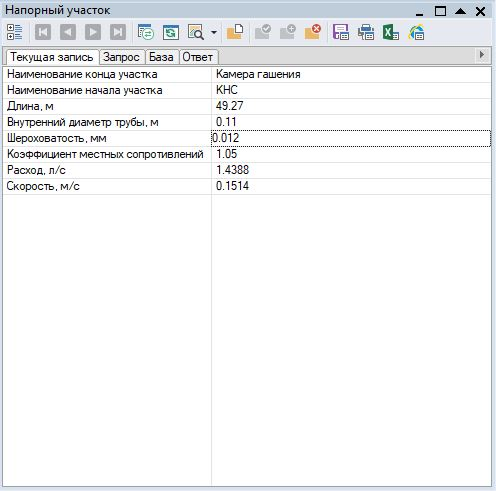 Напорный участок
Текущая запись Запрос База Ответ
Наименование конца участка Камера гашения
Наименование начала участка КНС
Длина, м 49.27
Внутренний диаметр трубы, м 0.11
Шероховатость, мм 0.012
Коэффициент местных сопротивлений 1.05
Расход, л/с 1.4388
Скорость, м/с 0.1514